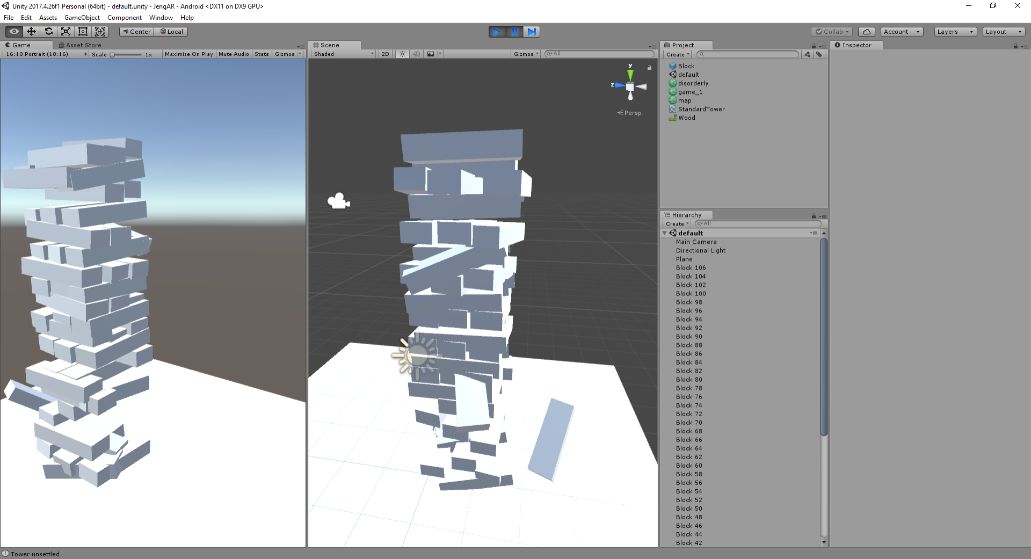 Unity 2017.4.26f1 Personal (64bit) - default.unity - JengAR - Android <DX11 on DX9 GPU>
File Edit Assets GameObject Component Window Help
Center Local Collab Account Layers Layout
Game Asset Store
16:10 Portrait (10:16) Scale 1x Maximize On Play Mute Audio Stats Gizmos
Scene
Shaded 2D Gizmos All
y
z
Persp
Project
Create
Block
default
disorderly
game_1
map
StandardTower
Wood
Hierarchy
Create All
default
Main Camera
Directional Light
Plane
Block 106
Block 104
Block 102
Block 100
Block 98
Block 96
Block 94
Block 92
Block 90
Block 88
Block 86
Block 84
Block 82
Block 80
Block 78
Block 76
Block 74
Block 72
Block 70
Block 68
Block 66
Block 64
Block 62
Block 60
Block 58
Block 56
Block 54
Block 52
Block 50
Block 48
Block 46
Block 44
Block 42
Inspector
Tower unsettled